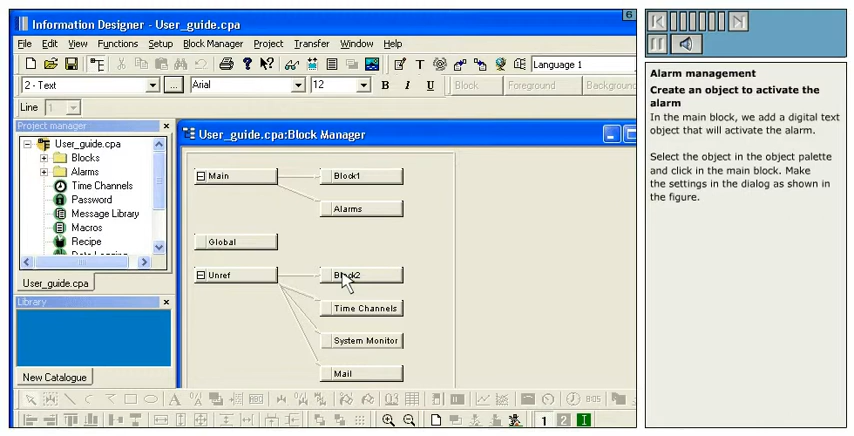 Information Designer - User_guide.cpa
6
File Edit View Functions Setup Block Manager Project Transfer Window Help
Language 1
2 - Text ... Arial 12 B I U Block Foreground Background
Line 1
Project manager
User_guide.cpa
Blocks
Alarms
Time Channels
Password
Message Library
Macros
Recipe
Data Logging
User_guide.cpa
Library
New Catalogue
User_guide.cpa:Block Manager
Main
Block1
Alarms
Global
Unref
Block2
Time Channels
System Monitor
Mail
1 2 I
Alarm management
Create an object to activate the
alarm
In the main block, we add a digital text
object that will activate the alarm.
Select the object in the object palette
and click in the main block. Make
the settings in the dialog as shown in
the figure.